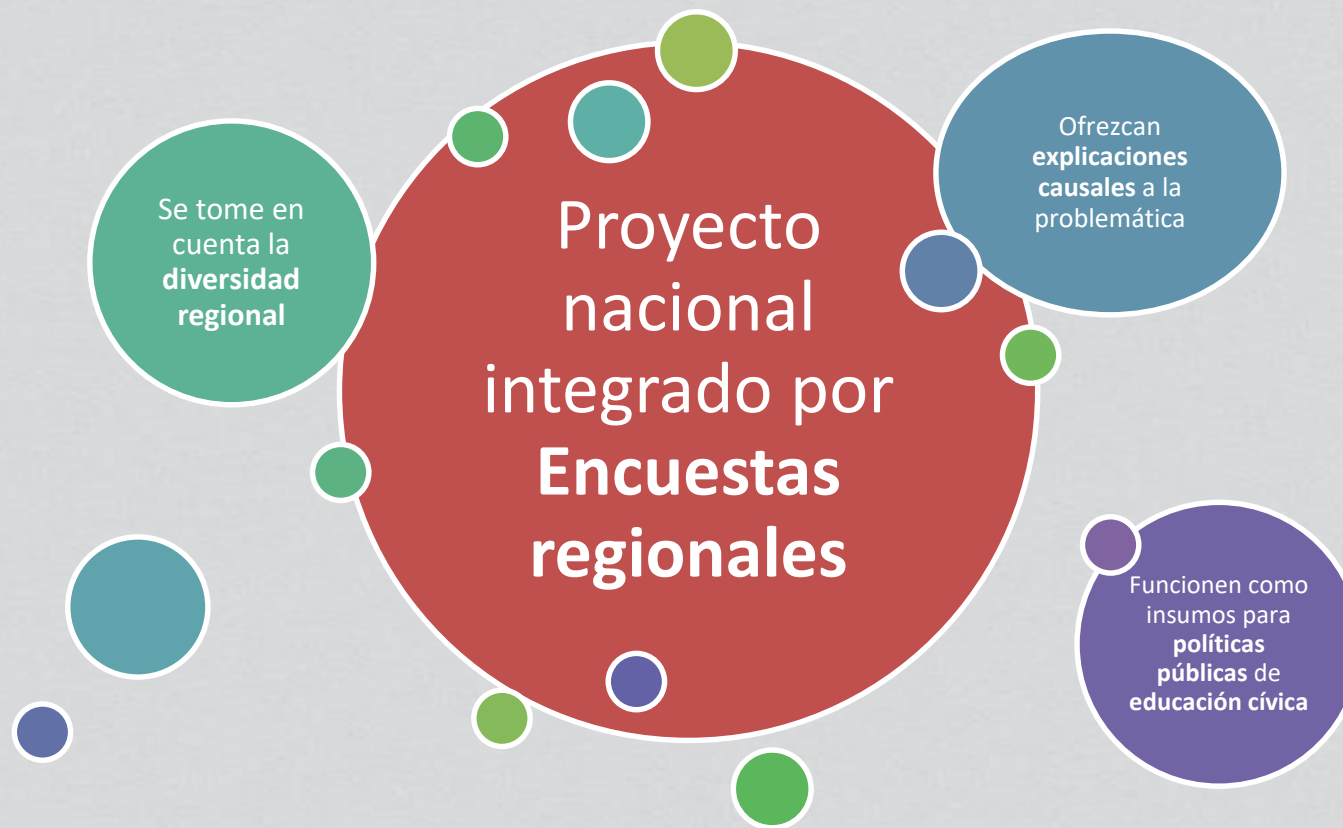 Se tome en
cuenta la
diversidad
regional
Proyecto
nacional
integrado por
Encuestas
regionales
Ofrezcan
explicaciones
causales a la
problemática
Funcionen como
insumos para
políticas
públicas de
educación cívica